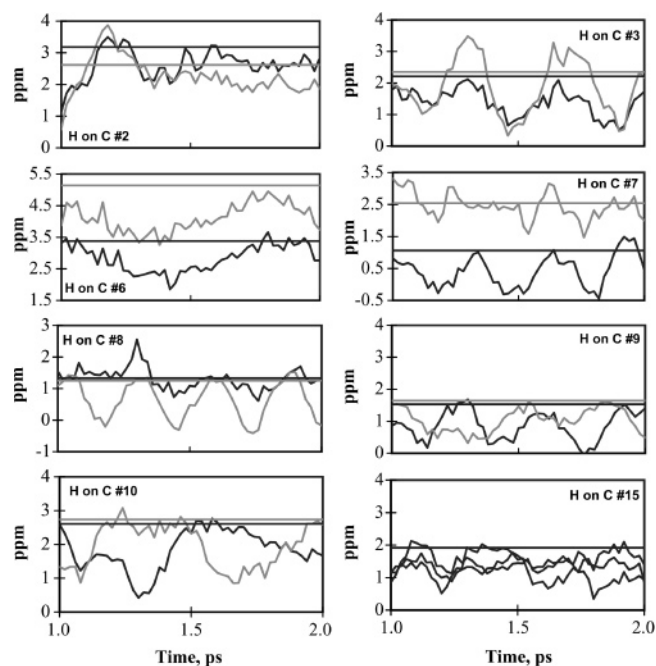 4
3
2
1
0
ppm
H on C #2
4
3
2
1
0
ppm
H on C #3
5.5
4.5
3.5
2.5
1.5
ppm
H on C #6
3.5
2.5
1.5
0.5
-0.5
ppm
H on C #7
3
2
1
0
-1
ppm
H on C #8
4
3
2
1
0
ppm
H on C #9
4
3
2
1
0
ppm
H on C #10
1.0 1.5 2.0
Time, ps
4
3
2
1
0
ppm
H on C #15
1.0 1.5 2.0
Time, ps